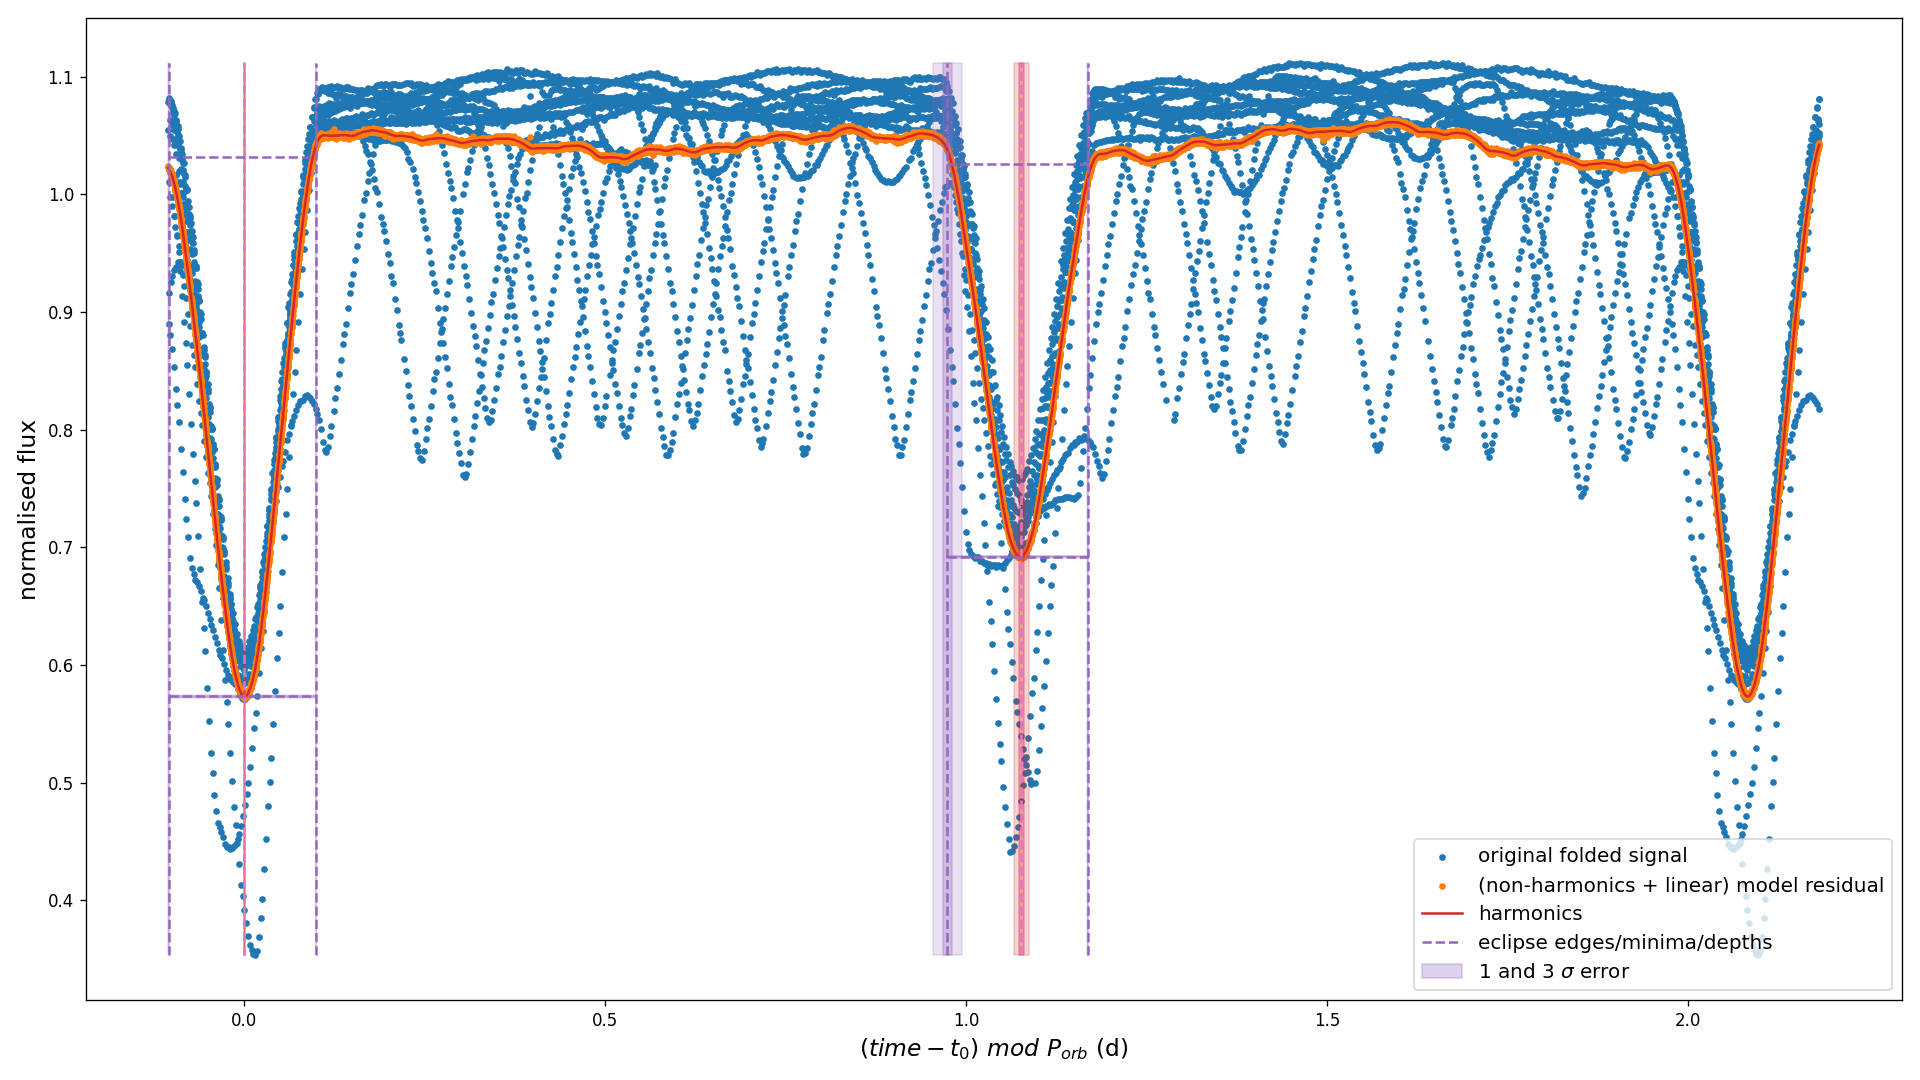 1.1
1.0
0.9
0.8
0.7
0.6
0.5
0.4
normalised flux
original folded signal
(non-harmonics + linear) model residual
harmonics
eclipse edges/minima/depths
1 and 3 σ error
0.0 0.5 1.0 1.5 2.0
(time − t₀) mod Pₒᵣb (d)